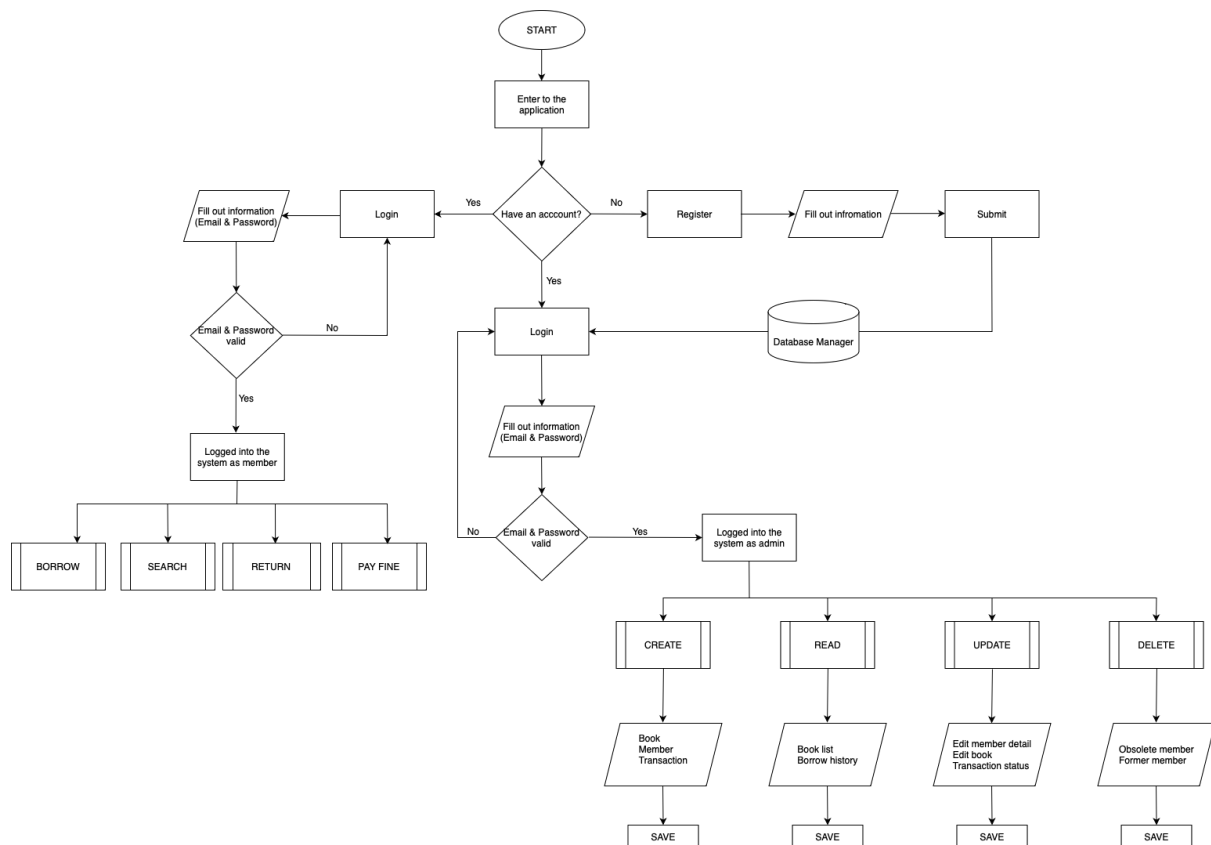 START
Enter to the
application
Have an acccount?
Yes
No
Login
Fill out information
(Email & Password)
Register
Fill out infromation
Submit
Yes
Email & Password
valid
No
Login
Database Manager
Yes
Fill out information
(Email & Password)
Logged into the
system as member
Email & Password
valid
No
Yes
Logged into the
system as admin
BORROW
SEARCH
RETURN
PAY FINE
CREATE
READ
UPDATE
DELETE
Book
Member
Transaction
Book list
Borrow history
Edit member detail
Edit book
Transaction status
Obsolete member
Former member
SAVE
SAVE
SAVE
SAVE